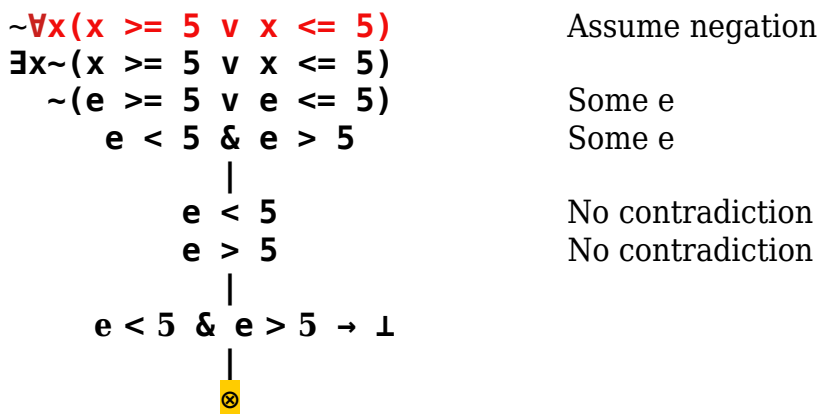 ~∀x(x >= 5 v x <= 5) Assume negation
∃x~(x >= 5 v x <= 5)
~(e >= 5 v e <= 5) Some e
e < 5 & e > 5 Some e
|
e < 5 No contradiction
e > 5 No contradiction
|
e < 5 & e > 5 → ⊥
|
⊗